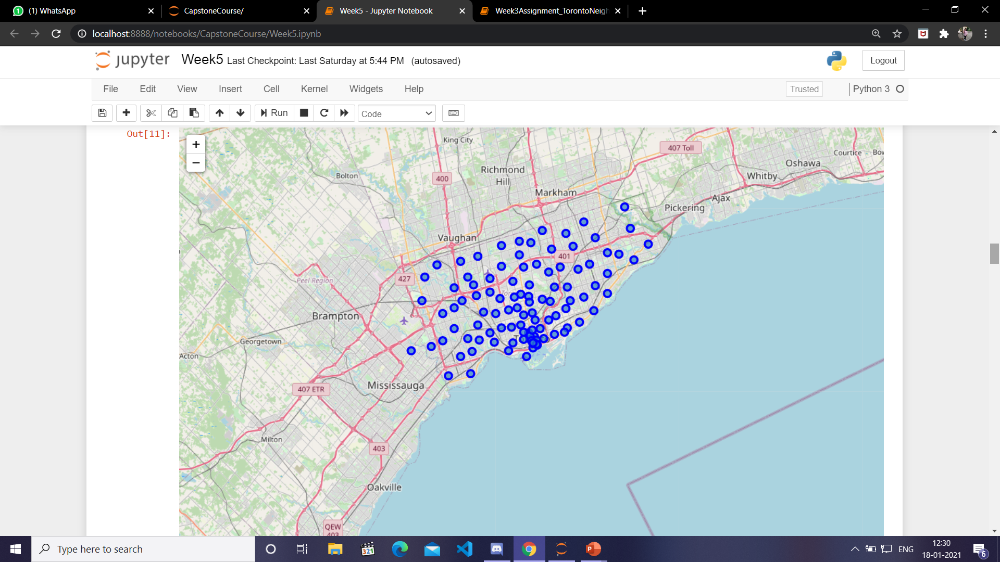 (1) WhatsApp
CapstoneCourse/
Week5 - Jupyter Notebook
Week3Assignment_TorontoNeigh
localhost:8888/notebooks/CapstoneCourse/Week5.ipynb
jupyter Week5 Last Checkpoint: Last Saturday at 5:44 PM (autosaved)
Logout
File Edit View Insert Cell Kernel Widgets Help
Trusted
Python 3
Run
Code
Out[11]:
+
−
King City
407 Toll
Courtice
Bow
Oshawa
Richmond
Hill
Bolton
400
Whitby
Markham
Ajax
Pickering
Vaughan
401
427
Peel Region
Brampton
Georgetown
Acton
Mississauga
407 ETR
Milton
403
Oakville
QEW
403
Type here to search
321
ENG
12:30
18-01-2021
6